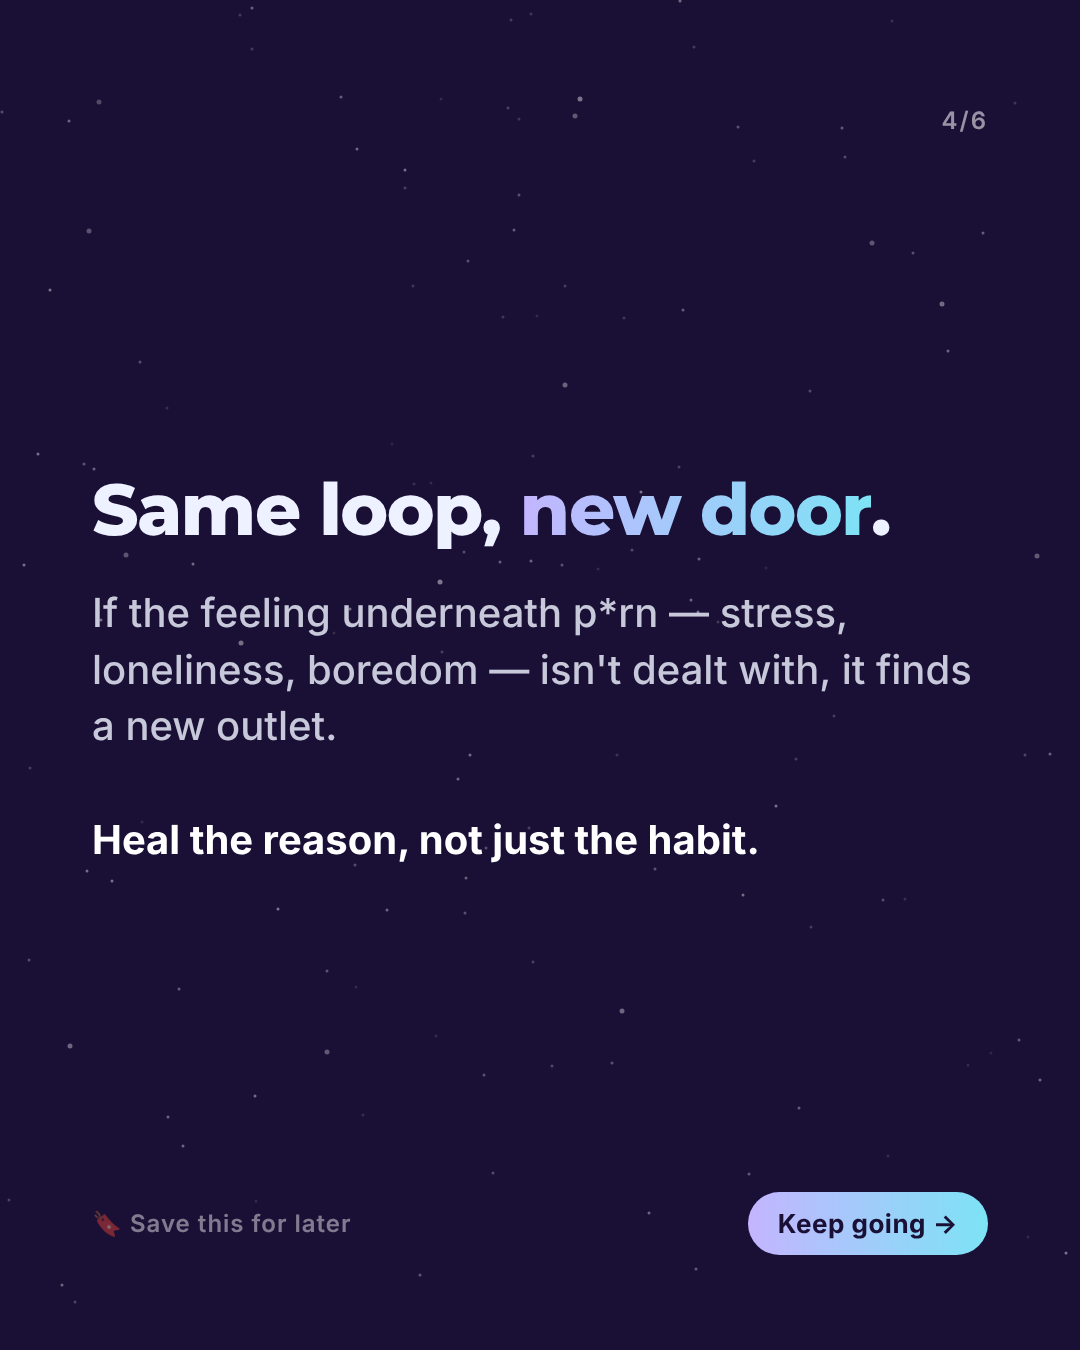 4/6
Same loop, new door.
If the feeling underneath p*rn — stress,
loneliness, boredom — isn't dealt with, it finds
a new outlet.
Heal the reason, not just the habit.
🔖 Save this for later
Keep going →